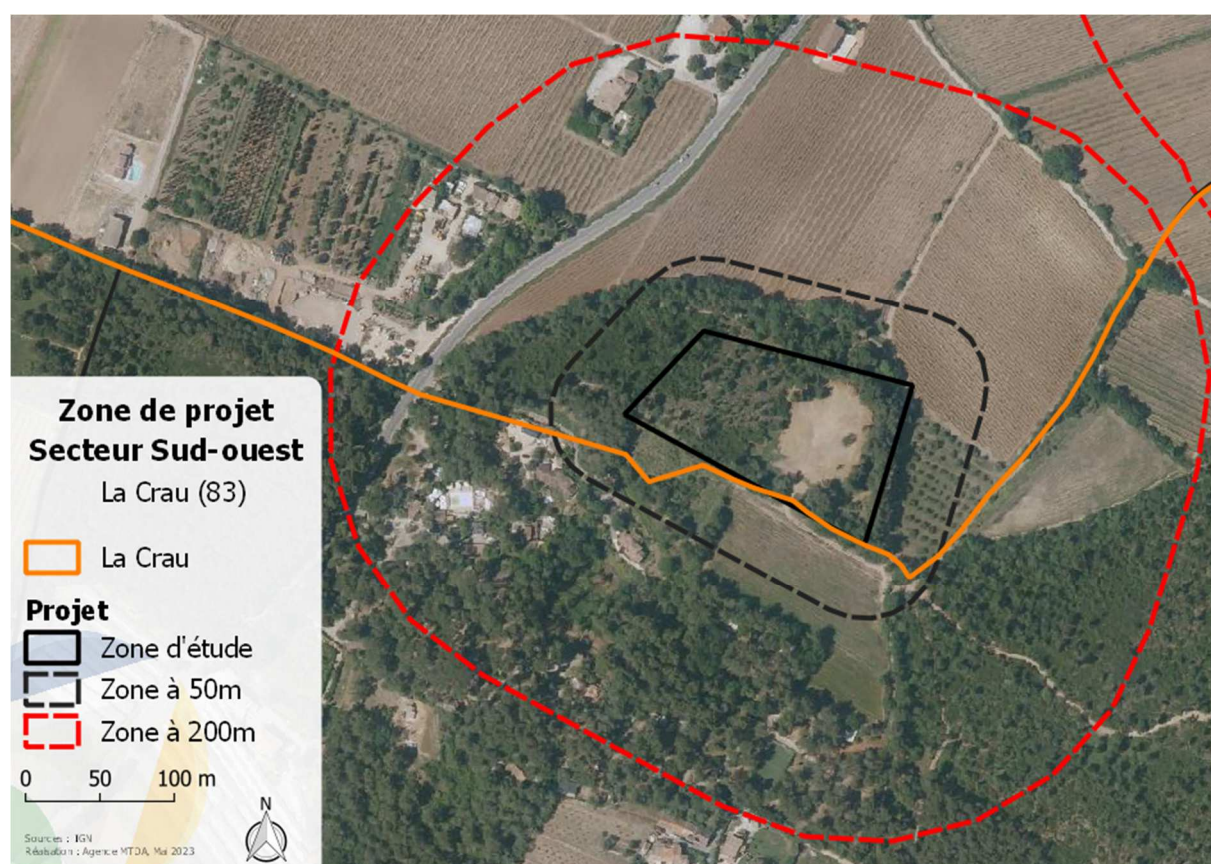 Zone de projet
Secteur Sud-ouest
La Crau (83)
La Crau
Projet
Zone d'étude
Zone à 50m
Zone à 200m
0 50 100 m
N
Sources : IGN
Réalisation : Agence MTDA, Mai 2023